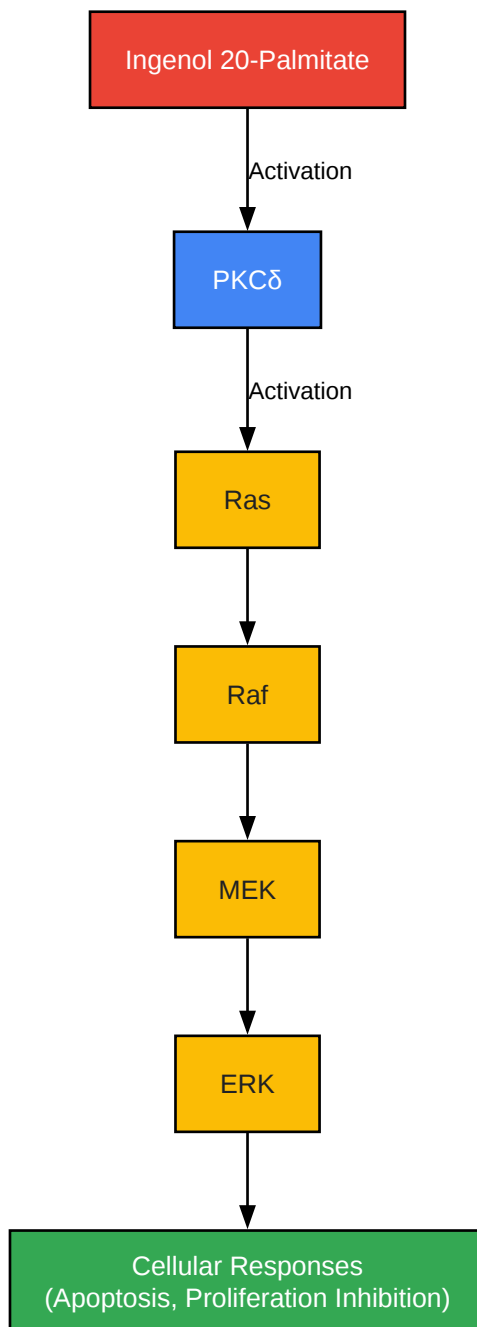 Ingenol 20-Palmitate
Activation
PKCδ
Activation
Ras
Raf
MEK
ERK
Cellular Responses
(Apoptosis, Proliferation Inhibition)